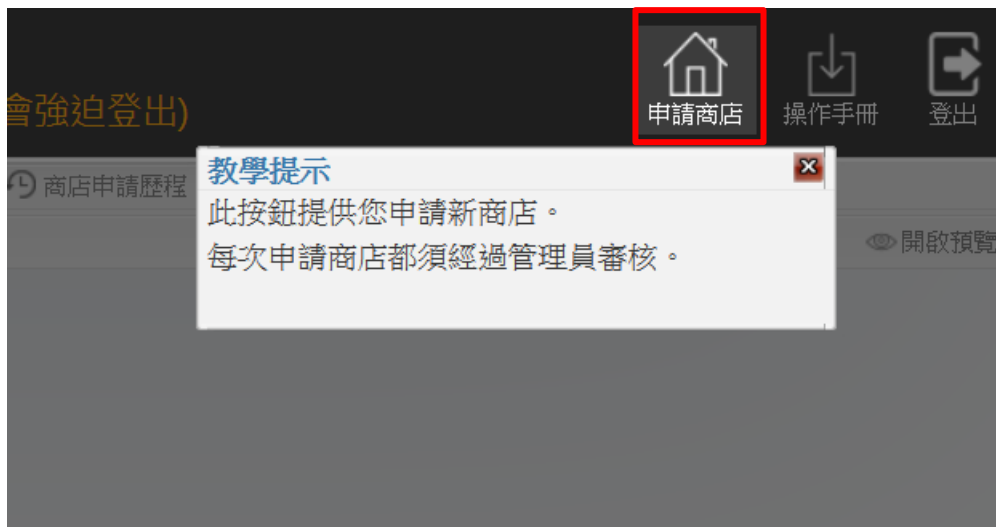 會強迫登出)
申請商店
操作手冊
登出
商店申請歷程
教學提示
此按鈕提供您申請新商店。
每次申請商店都須經過管理員審核。
開啟預覽